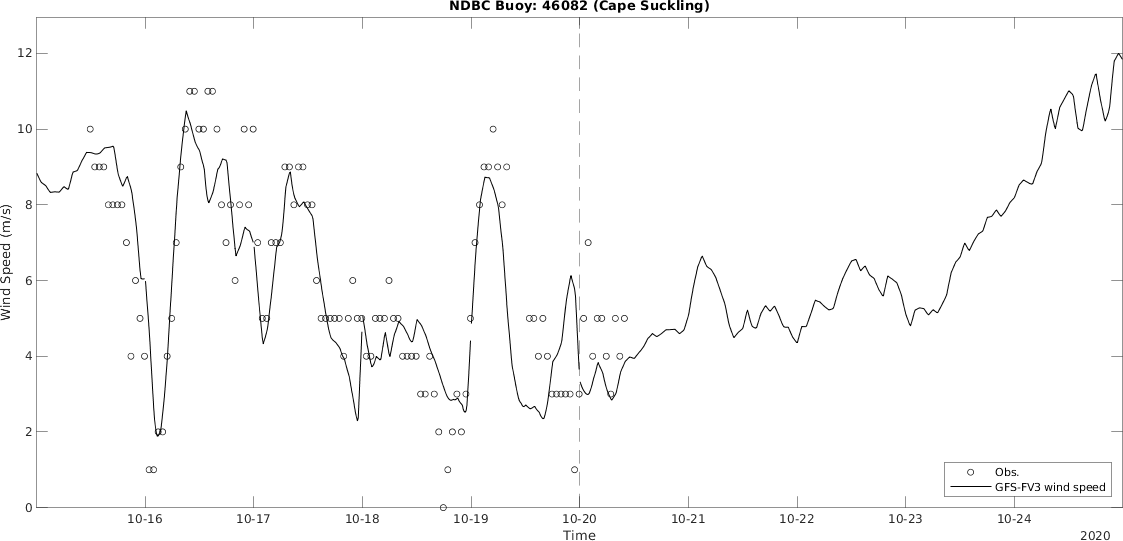 NDBC Buoy: 46082 (Cape Suckling)
Wind Speed (m/s)
12
10
8
6
4
2
0
Obs.
GFS-FV3 wind speed
10-16 10-17 10-18 10-19 10-20 10-21 10-22 10-23 10-24
Time
2020